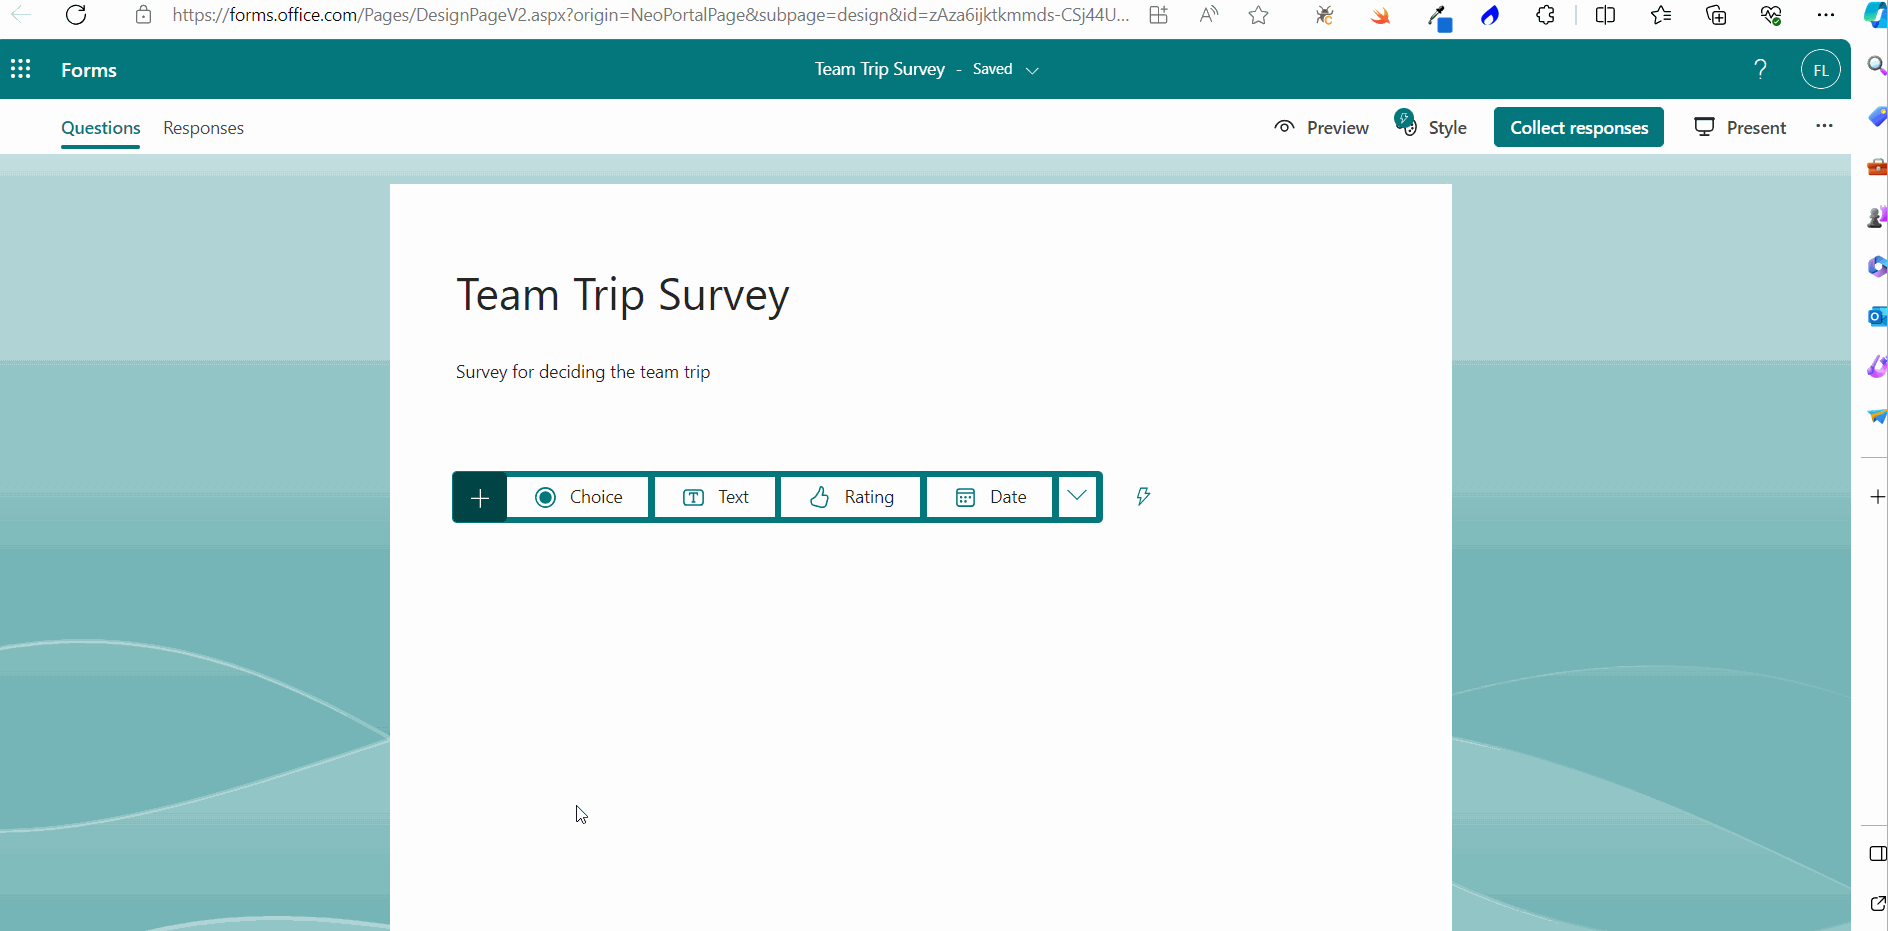 https://forms.office.com/Pages/DesignPageV2.aspx?origin=NeoPortalPage&subpage=design&id=zAza6ijktkmmds-CSj44U...
Forms
Team Trip Survey - Saved
FL
Questions
Responses
Preview
Style
Collect responses
Present
Team Trip Survey
Survey for deciding the team trip
Choice
Text
Rating
Date